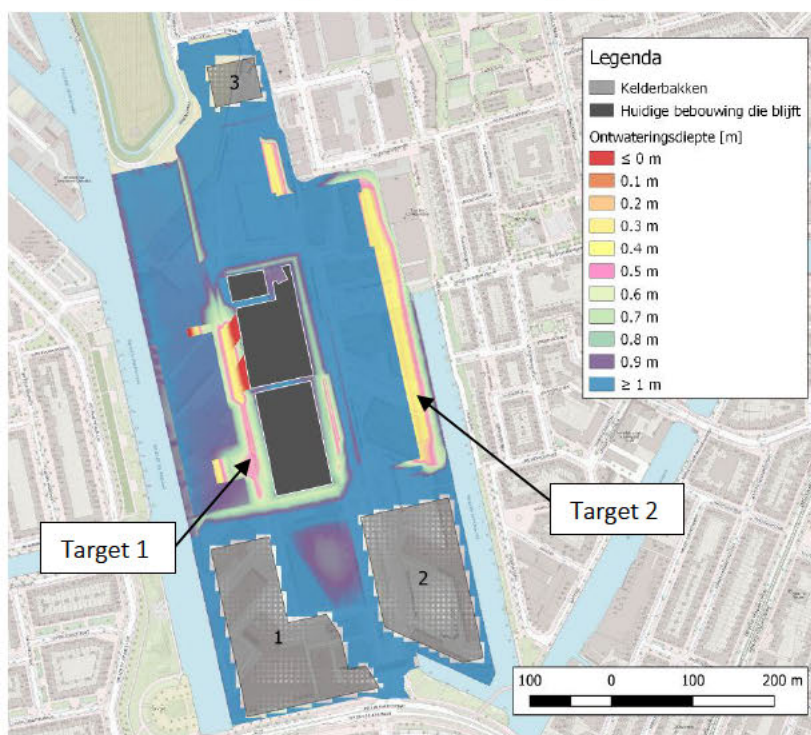 3
Legenda
Kelderbakken
Huidige bebouwing die blijft
Ontwateringsdiepte [m]
≤ 0 m
0.1 m
0.2 m
0.3 m
0.4 m
0.5 m
0.6 m
0.7 m
0.8 m
0.9 m
≥ 1 m
Target 1
Target 2
2
1
100 0 100 200 m